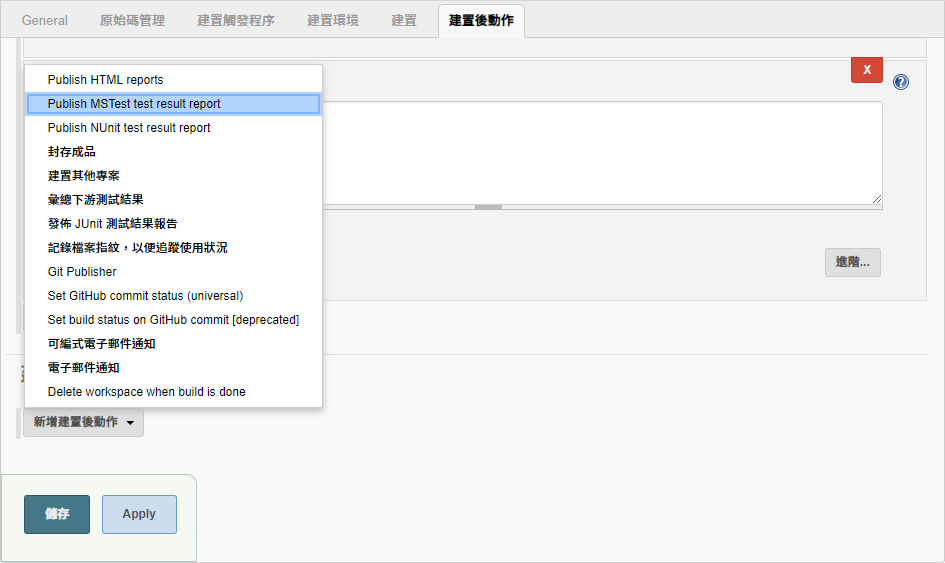 General 原始碼管理 建置觸發程序 建置環境 建置 建置後動作
X
?
Publish HTML reports
Publish MSTest test result report
Publish NUnit test result report
封存成品
建置其他專案
彙總下游測試結果
發佈 JUnit 測試結果報告
記錄檔案指紋，以便追蹤使用狀況
進階...
Git Publisher
Set GitHub commit status (universal)
Set build status on GitHub commit [deprecated]
可編式電子郵件通知
電子郵件通知
Delete workspace when build is done
新增建置後動作
儲存 Apply